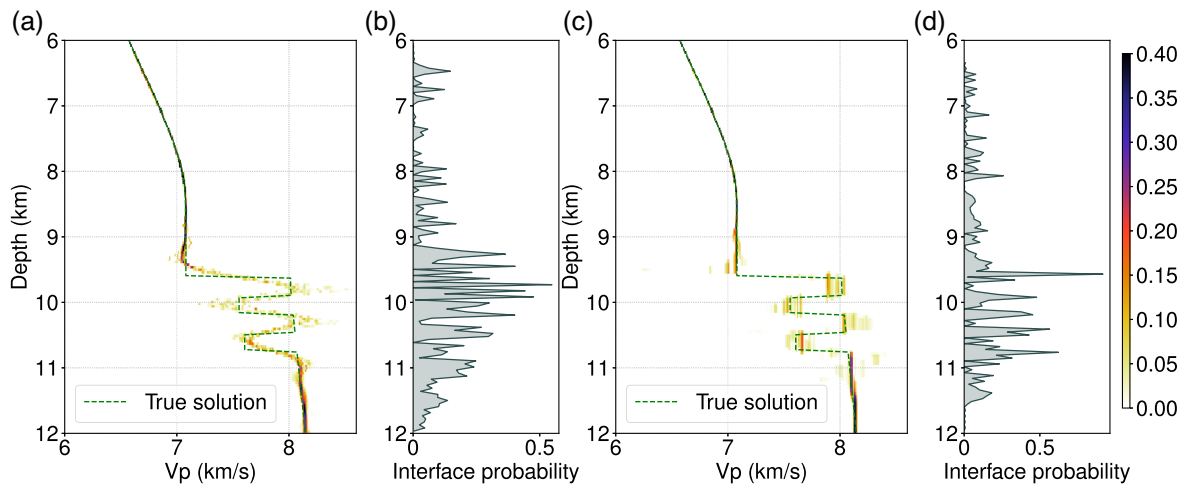 (a)
6
7
8
9
10
11
12
Depth (km)
True solution
6 7 8
Vp (km/s)
(b)
6
7
8
9
10
11
12
0 0.5
Interface probability
(c)
6
7
8
9
10
11
12
Depth (km)
True solution
6 7 8
Vp (km/s)
(d)
6
7
8
9
10
11
12
0 0.5
Interface probability
0.40
0.35
0.30
0.25
0.20
0.15
0.10
0.05
0.00